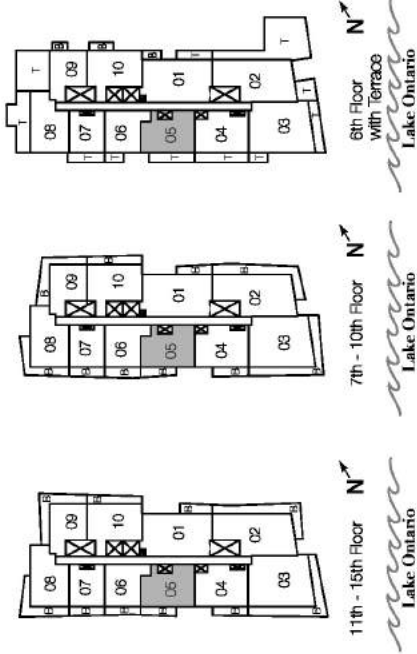 B
09
10
B
08
07
06
05
04
03
01
02
B
B
B
B
B
11th - 15th Floor
N
Lake Ontario
B
09
10
B
08
07
06
05
04
03
01
02
B
B
B
B
B
7th - 10th Floor
N
Lake Ontario
T
T
B
B
B
T
T
09
10
01
02
08
07
06
05
04
03
T
T
T
6th Floor
with Terrace
N
Lake Ontario